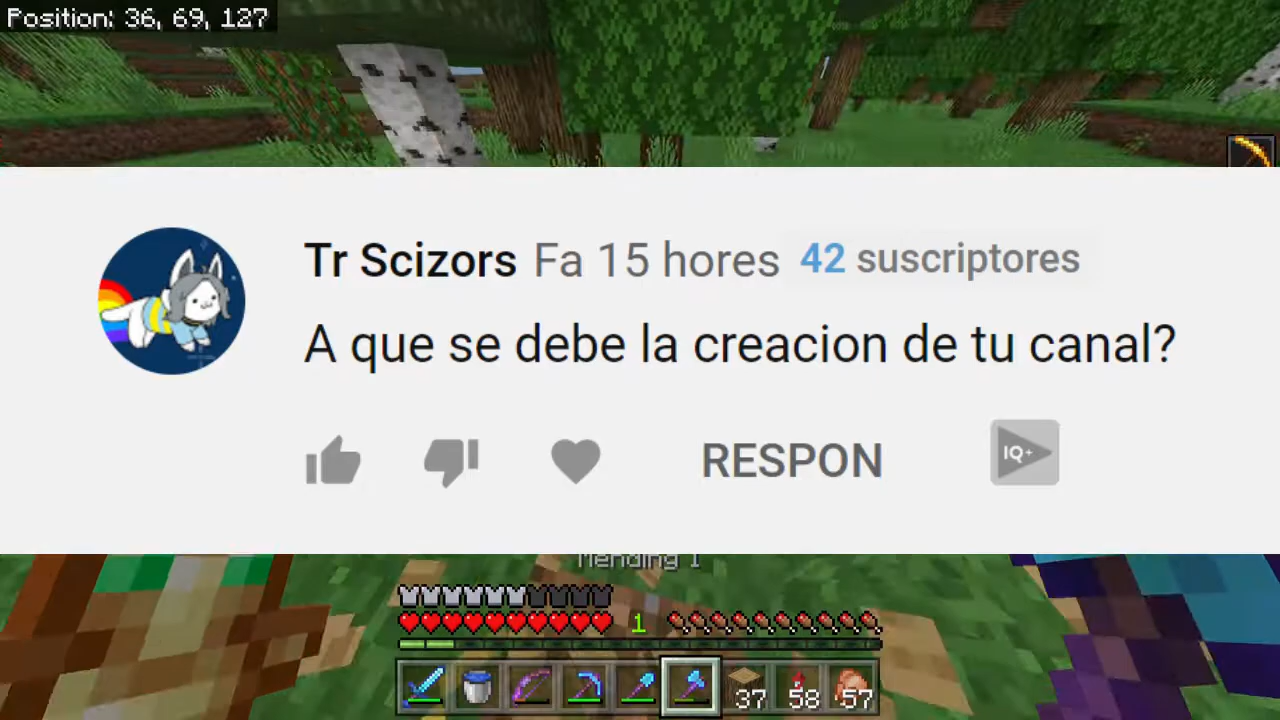 Position: 36, 69, 127
Tr Scizors Fa 15 hores 42 suscriptores
A que se debe la creacion de tu canal?
RESPON IQ+
Mending I
1
37 58 57